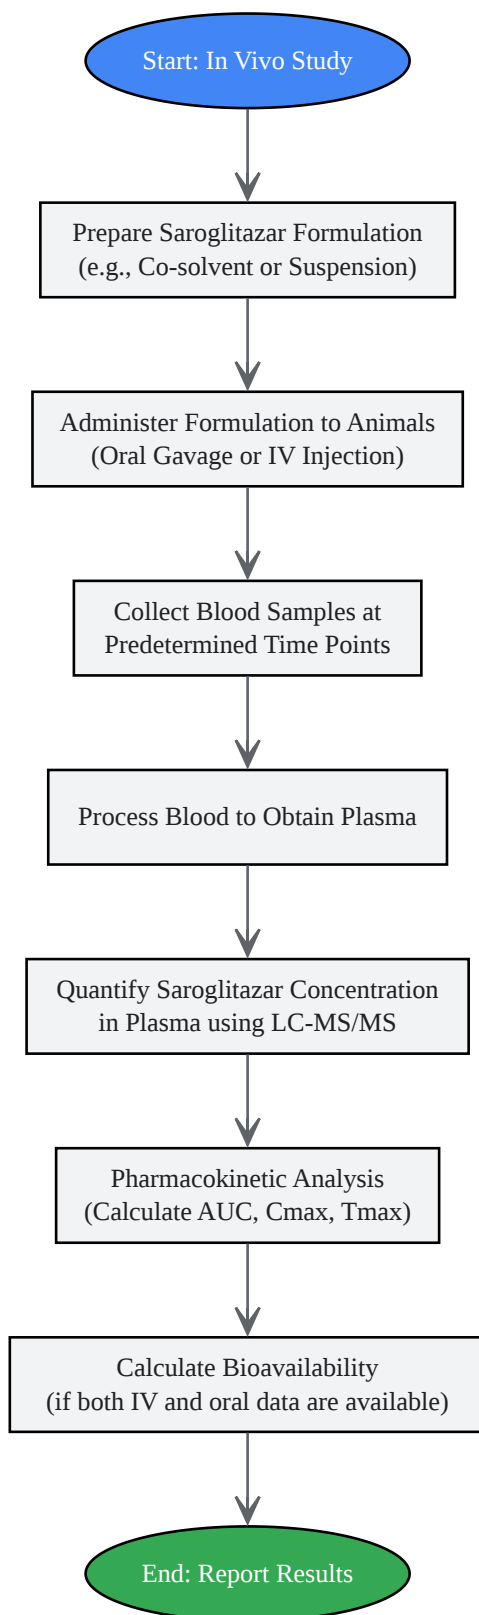 Start: In Vivo Study
Prepare Saroglitazar Formulation
(e.g., Co-solvent or Suspension)
Administer Formulation to Animals
(Oral Gavage or IV Injection)
Collect Blood Samples at
Predetermined Time Points
Process Blood to Obtain Plasma
Quantify Saroglitazar Concentration
in Plasma using LC-MS/MS
Pharmacokinetic Analysis
(Calculate AUC, Cmax, Tmax)
Calculate Bioavailability
(if both IV and oral data are available)
End: Report Results